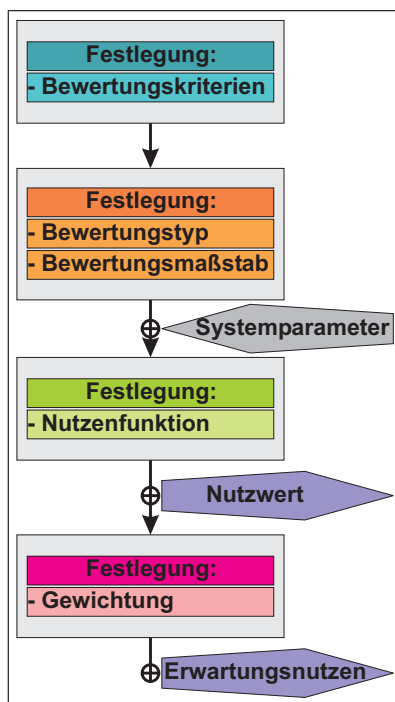 Festlegung:
- Bewertungskriterien
Festlegung:
- Bewertungstyp
- Bewertungsmaßstab
Systemparameter
Festlegung:
- Nutzenfunktion
Nutzwert
Festlegung:
- Gewichtung
Erwartungsnutzen